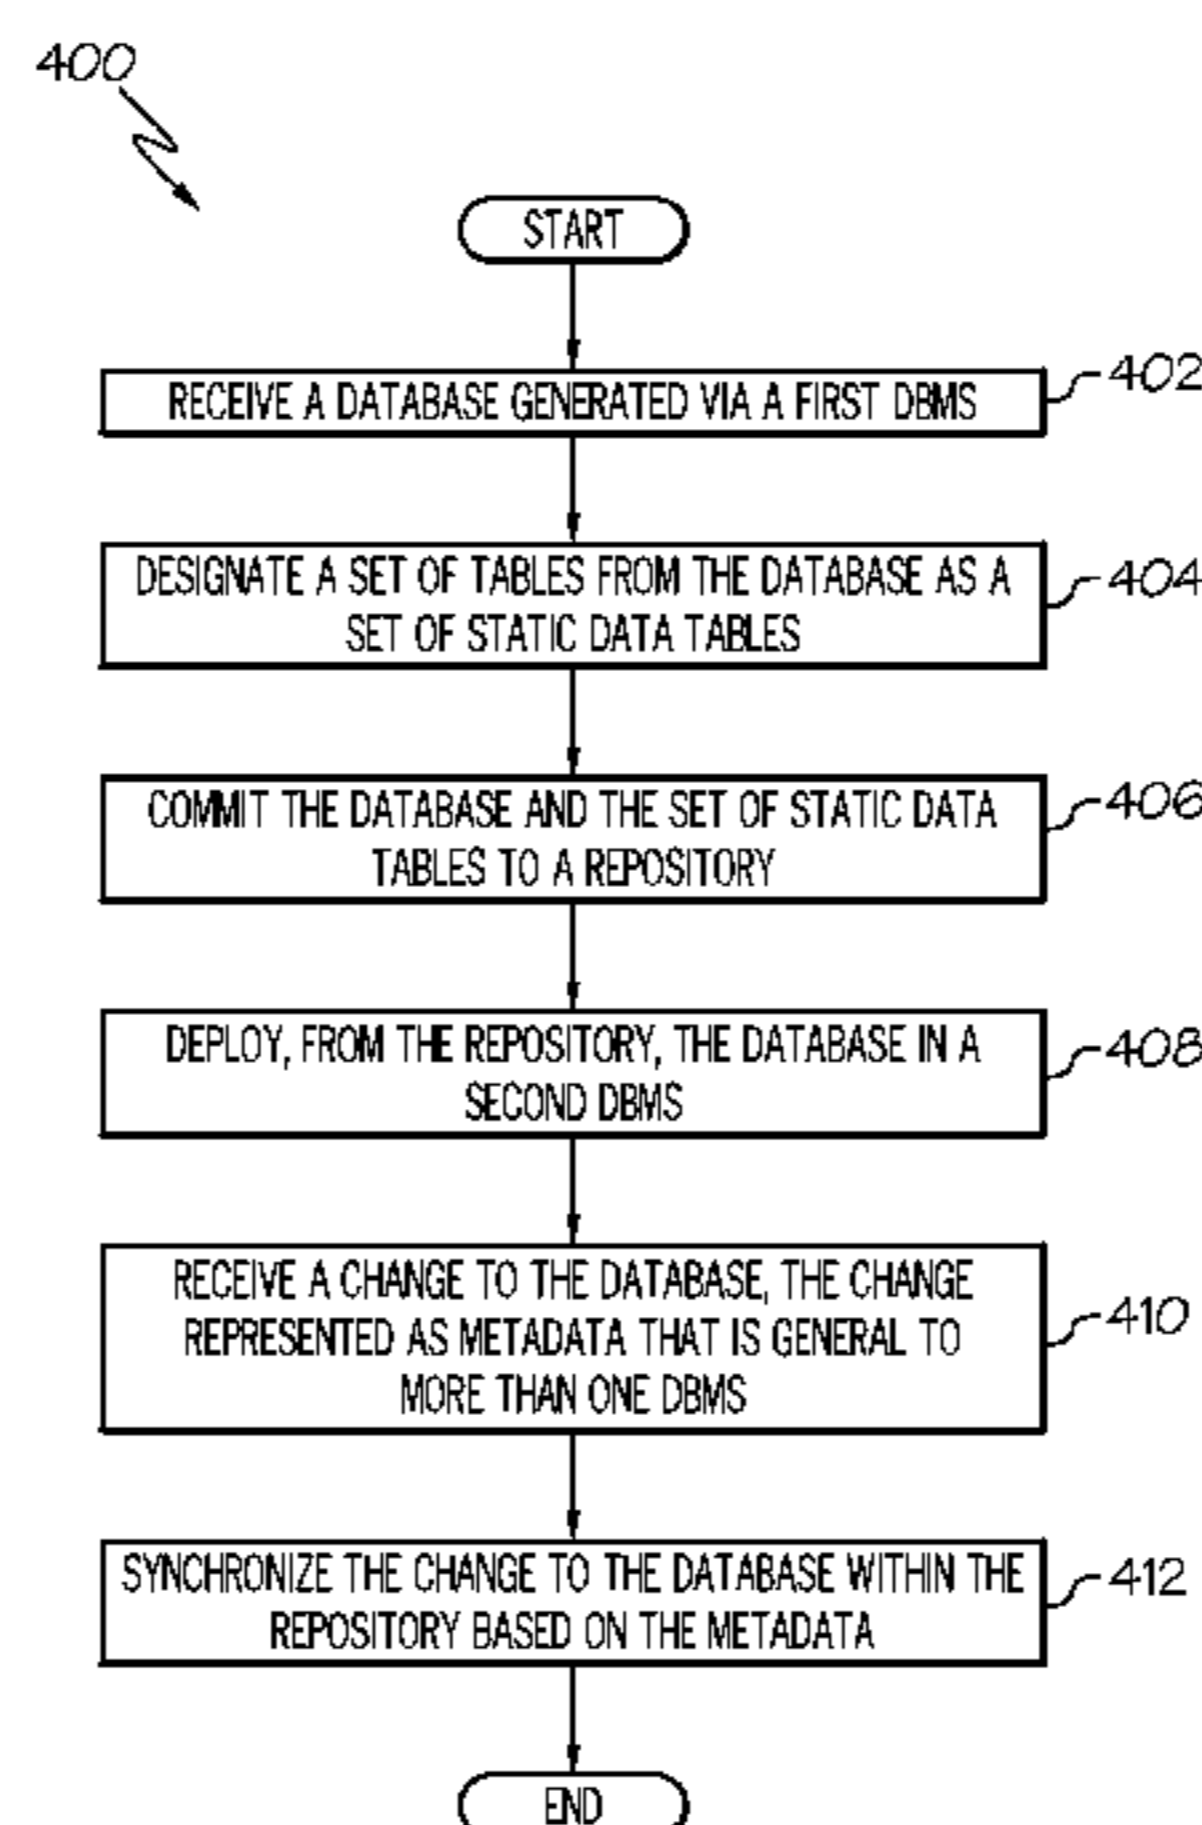 400
START
RECEIVE A DATABASE GENERATED VIA A FIRST DBMS
402
DESIGNATE A SET OF TABLES FROM THE DATABASE AS A
SET OF STATIC DATA TABLES
404
COMMIT THE DATABASE AND THE SET OF STATIC DATA
TABLES TO A REPOSITORY
406
DEPLOY, FROM THE REPOSITORY, THE DATABASE IN A
SECOND DBMS
408
RECEIVE A CHANGE TO THE DATABASE, THE CHANGE
REPRESENTED AS METADATA THAT IS GENERAL TO
MORE THAN ONE DBMS
410
SYNCHRONIZE THE CHANGE TO THE DATABASE WITHIN THE
REPOSITORY BASED ON THE METADATA
412
END